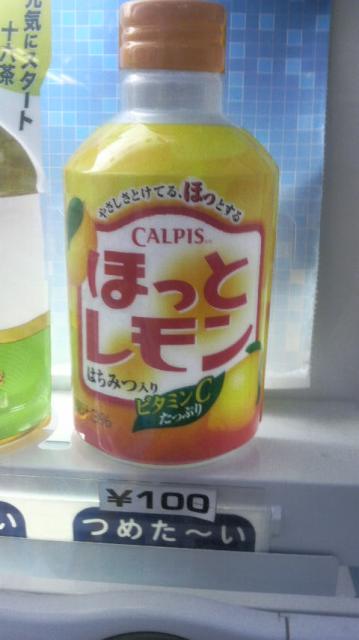 元気にスタート
十六茶
やさしさとけてる、ほっとする
CALPIS
ほっと
レモン
はちみつ入り
ビタミンC
たっぷり
¥100
い
つめた～い